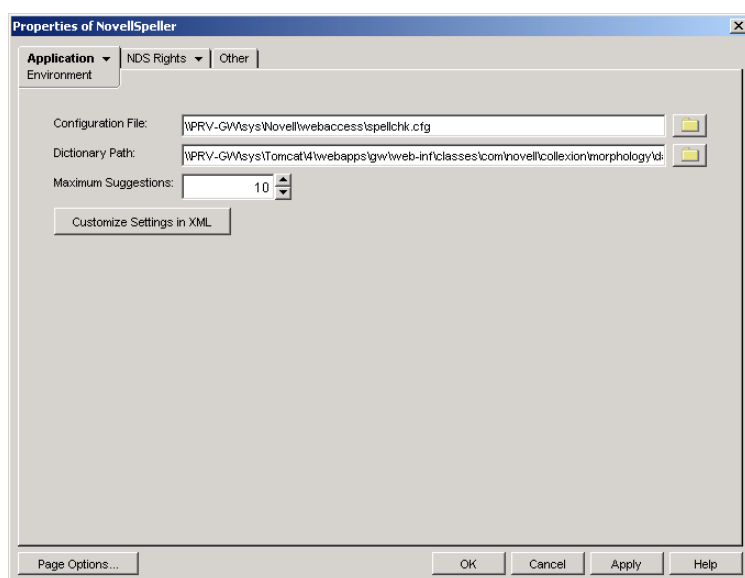 Properties of NovellSpeller
Application NDS Rights Other
Environment
Configuration File: \\PRV-GW\sys\Novell\webaccess\spellchk.cfg
Dictionary Path: \\PRV-GW\sys\Tomcat\4\webapps\gw\web-inf\classes\com\novell\collexion\morphology\d
Maximum Suggestions: 10
Customize Settings in XML
Page Options... OK Cancel Apply Help